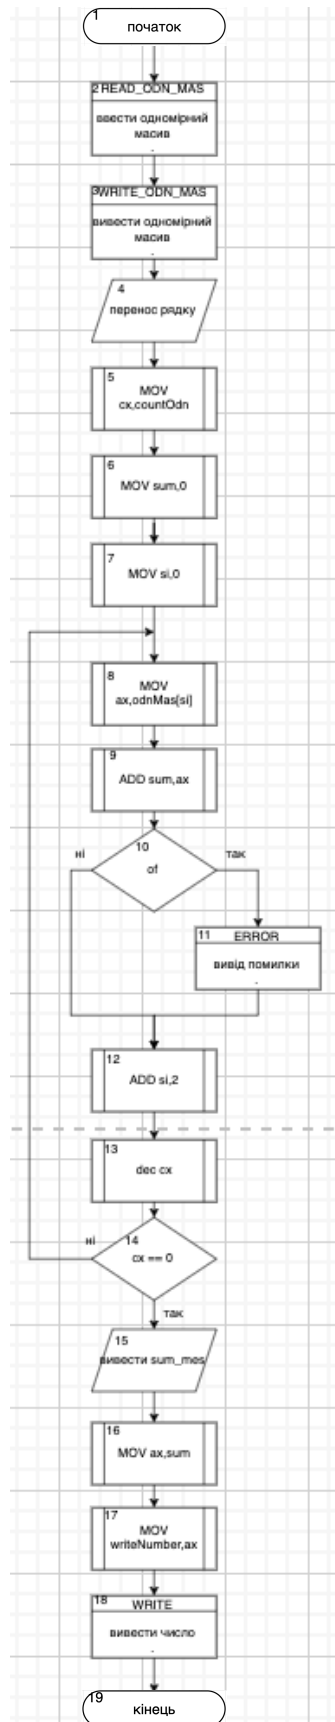 1
початок
2 READ_ODN_MAS
ввести одномірний
масив
.
3 WRITE_ODN_MAS
вивести одномірний
масив
.
4
перенос рядку
5
MOV
cx,countOdn
6
MOV sum,0
7
MOV si,0
8
MOV
ax,odnMas[si]
9
ADD sum,ax
10
of
ні
так
11 ERROR
вивід помилки
.
12
ADD si,2
13
dec cx
ні
14
cx == 0
так
15
вивести sum_mes
16
MOV ax,sum
17
MOV
writeNumber,ax
18 WRITE
вивести число
.
19
кінець